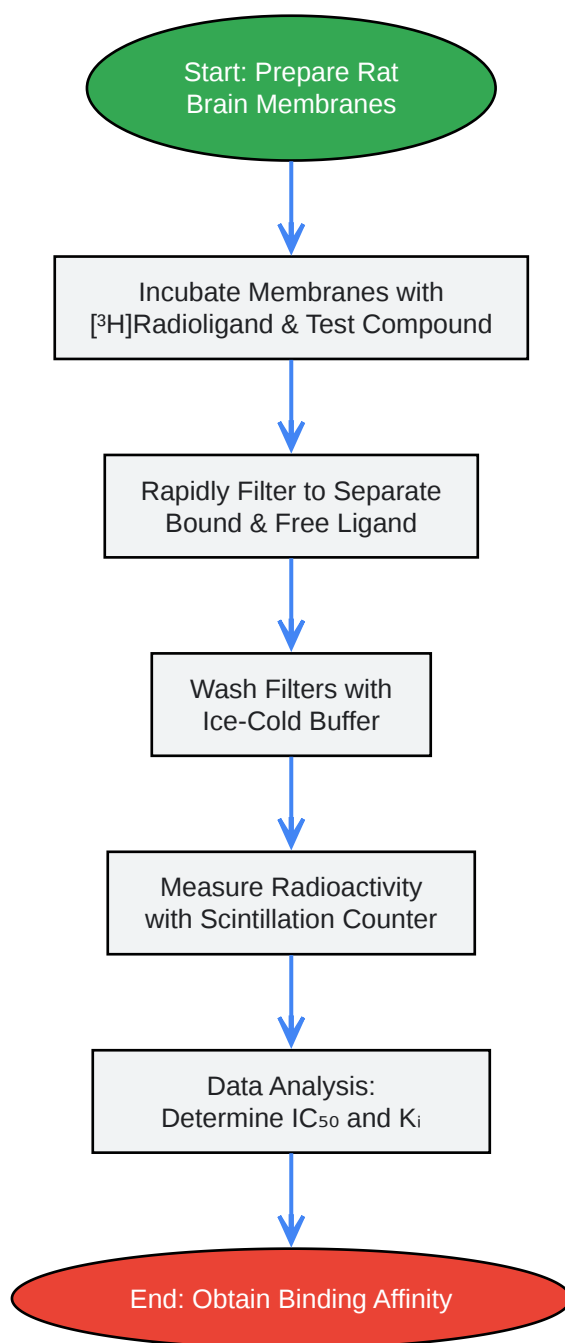 Start: Prepare Rat
Brain Membranes
Incubate Membranes with
[³H]Radioligand & Test Compound
Rapidly Filter to Separate
Bound & Free Ligand
Wash Filters with
Ice-Cold Buffer
Measure Radioactivity
with Scintillation Counter
Data Analysis:
Determine IC₅₀ and Kᵢ
End: Obtain Binding Affinity